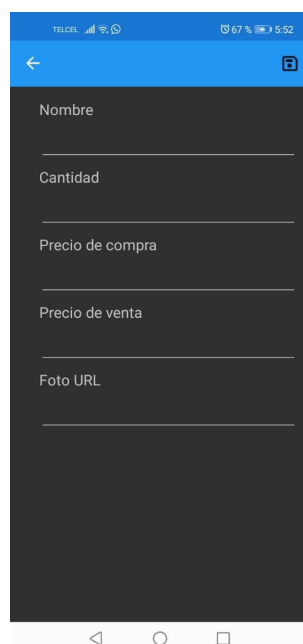 TELCEL 67 % 5:52
Nombre
Cantidad
Precio de compra
Precio de venta
Foto URL